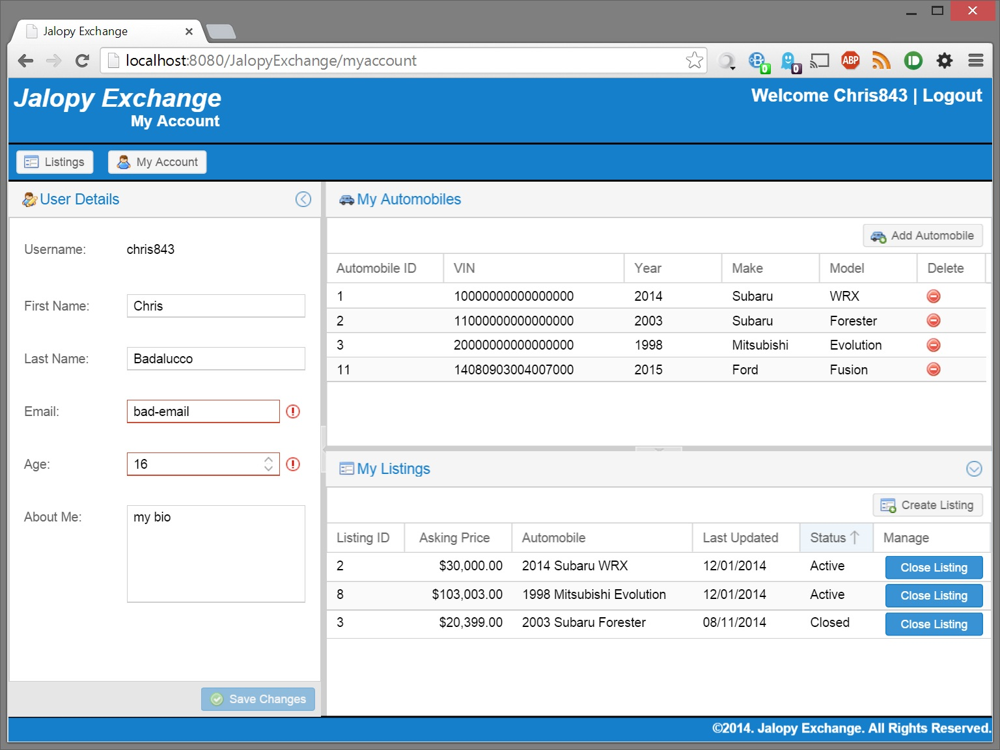 Jalopy Exchange
localhost:8080/JalopyExchange/myaccount
0
0
ABP
Jalopy Exchange
My Account
Welcome Chris843 | Logout
Listings
My Account
User Details
Username: chris843
First Name: Chris
Last Name: Badalucco
Email: bad-email
Age: 16
About Me: my bio
Save Changes
My Automobiles
Add Automobile
Automobile ID VIN Year Make Model Delete
1 10000000000000000 2014 Subaru WRX
2 11000000000000000 2003 Subaru Forester
3 20000000000000000 1998 Mitsubishi Evolution
11 14080903004007000 2015 Ford Fusion
My Listings
Create Listing
Listing ID Asking Price Automobile Last Updated Status Manage
2 $30,000.00 2014 Subaru WRX 12/01/2014 Active Close Listing
8 $103,003.00 1998 Mitsubishi Evolution 12/01/2014 Active Close Listing
3 $20,399.00 2003 Subaru Forester 08/11/2014 Closed Close Listing
©2014. Jalopy Exchange. All Rights Reserved.